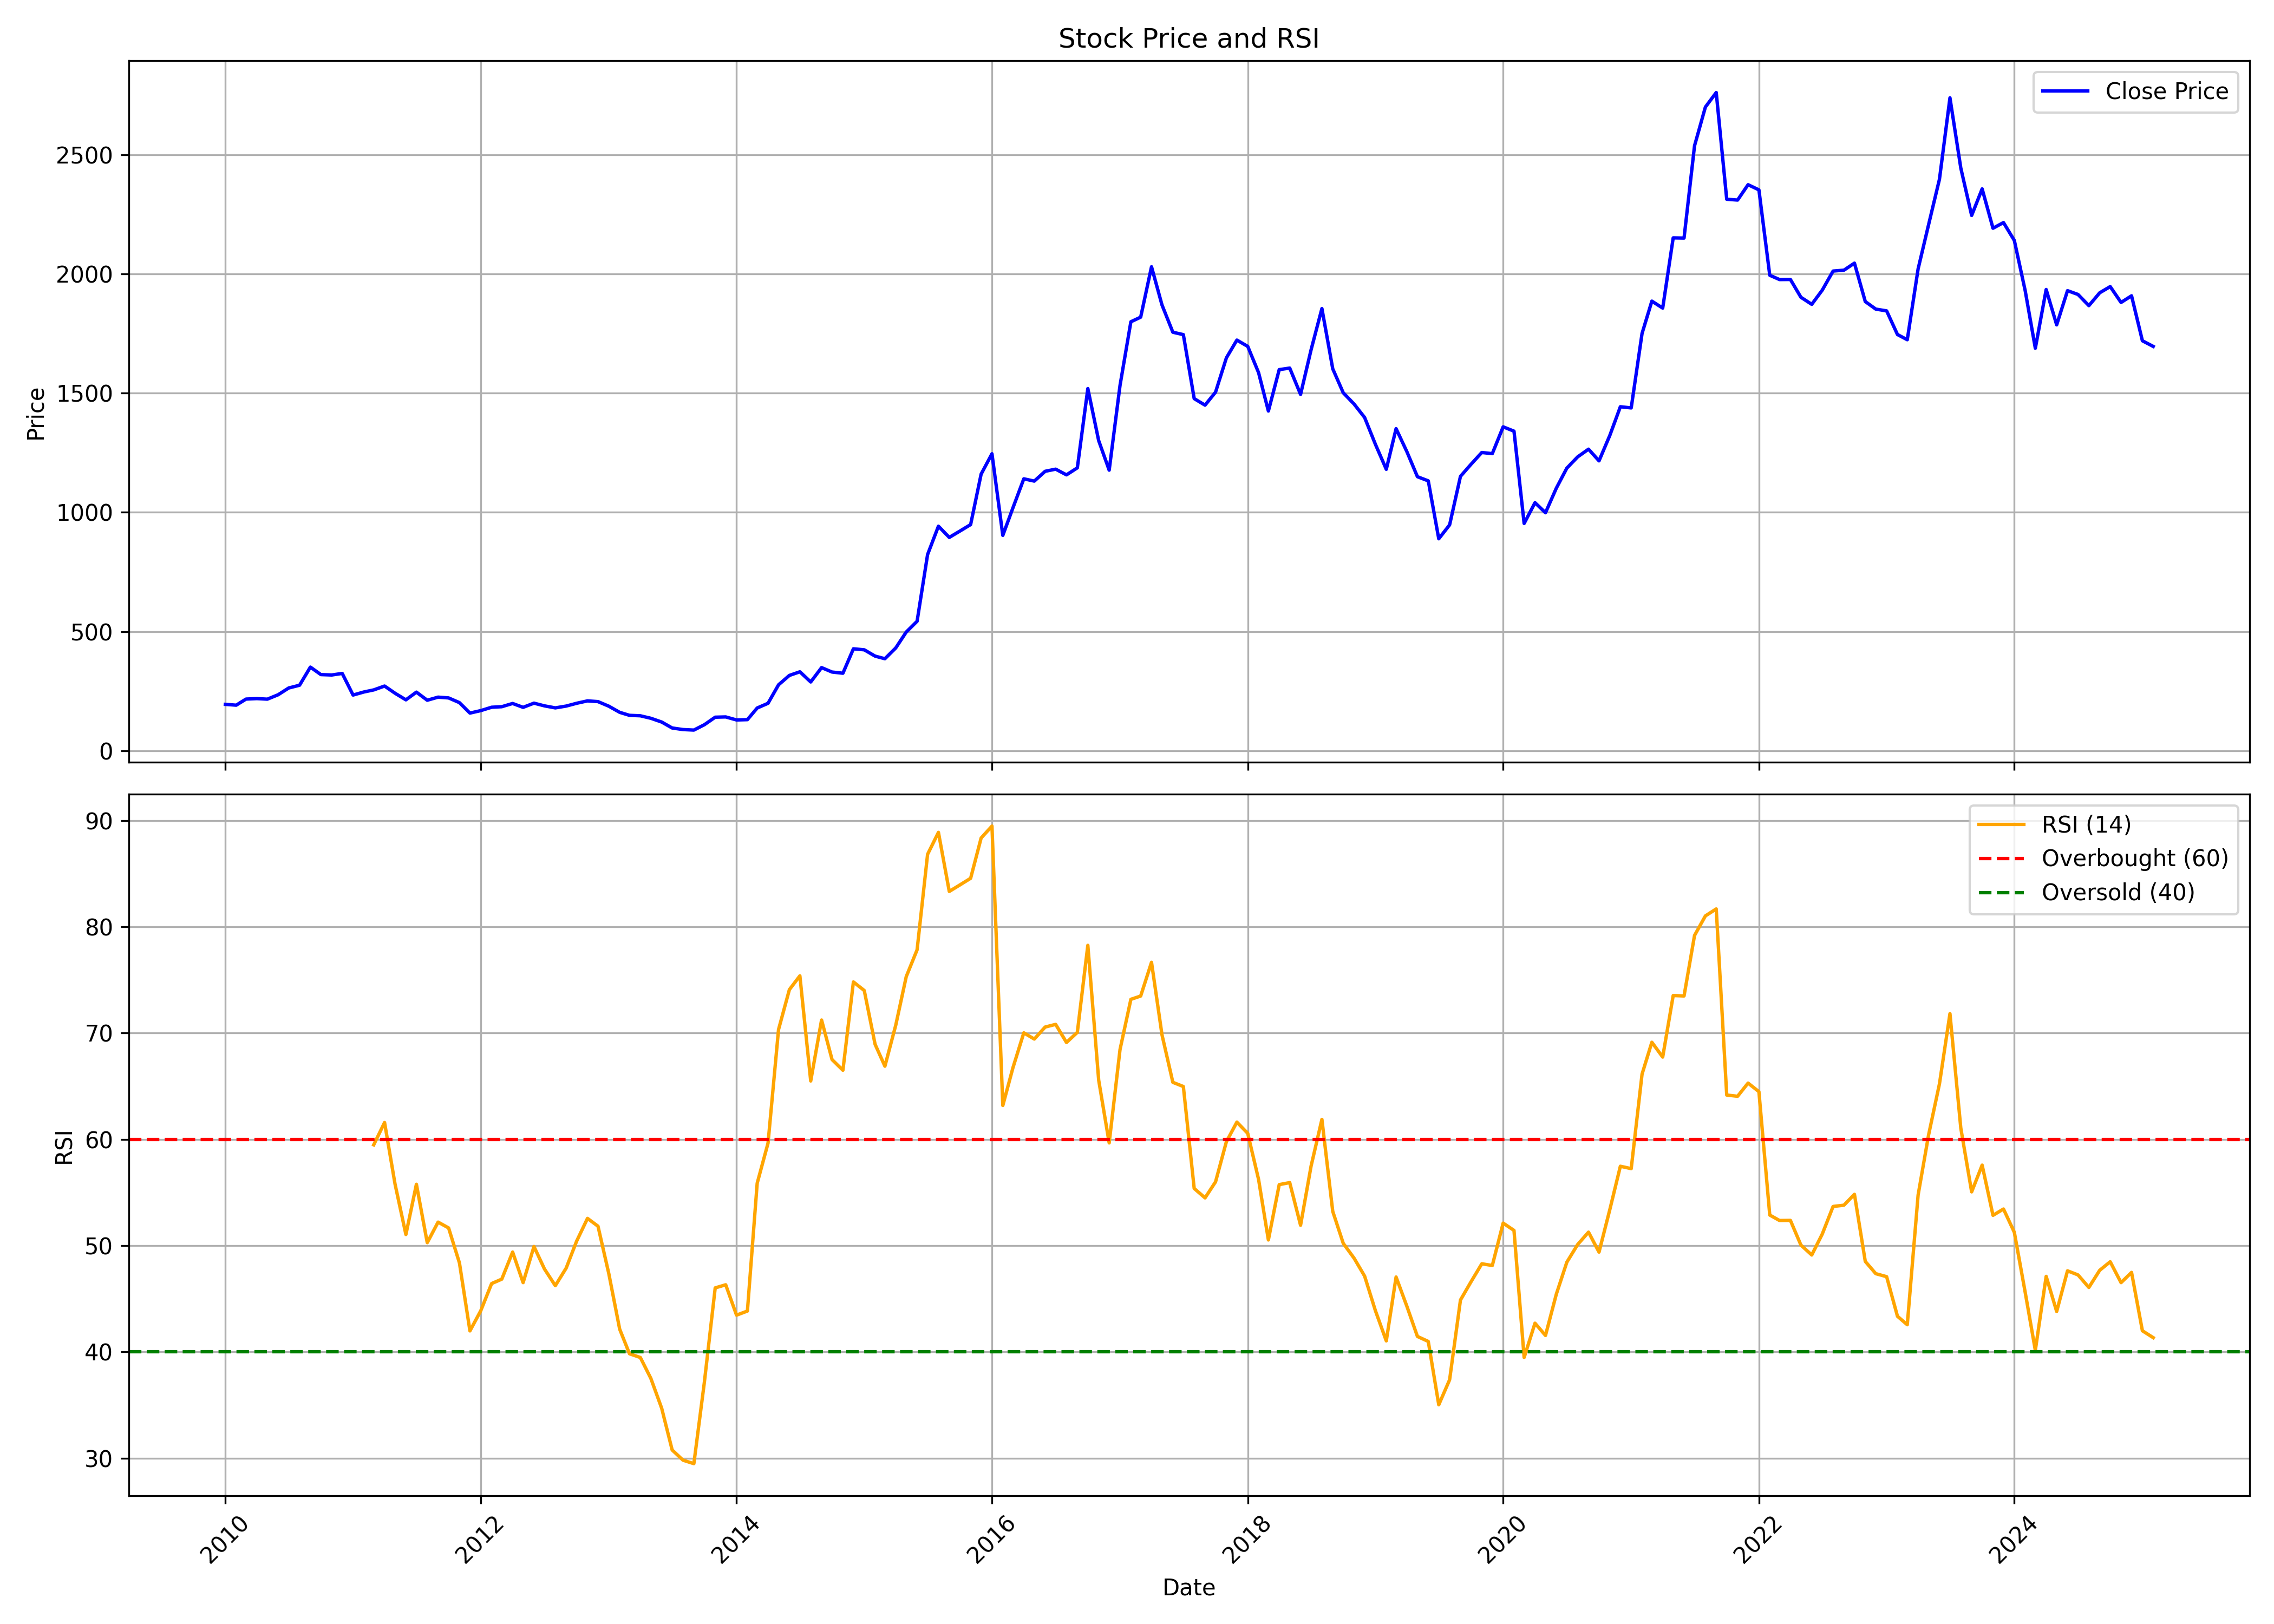 Stock Price and RSI
Close Price
2500
2000
1500
1000
500
0
Price
RSI (14)
Overbought (60)
Oversold (40)
90
80
70
60
50
40
30
RSI
2010
2012
2014
2016
2018
2020
2022
2024
Date